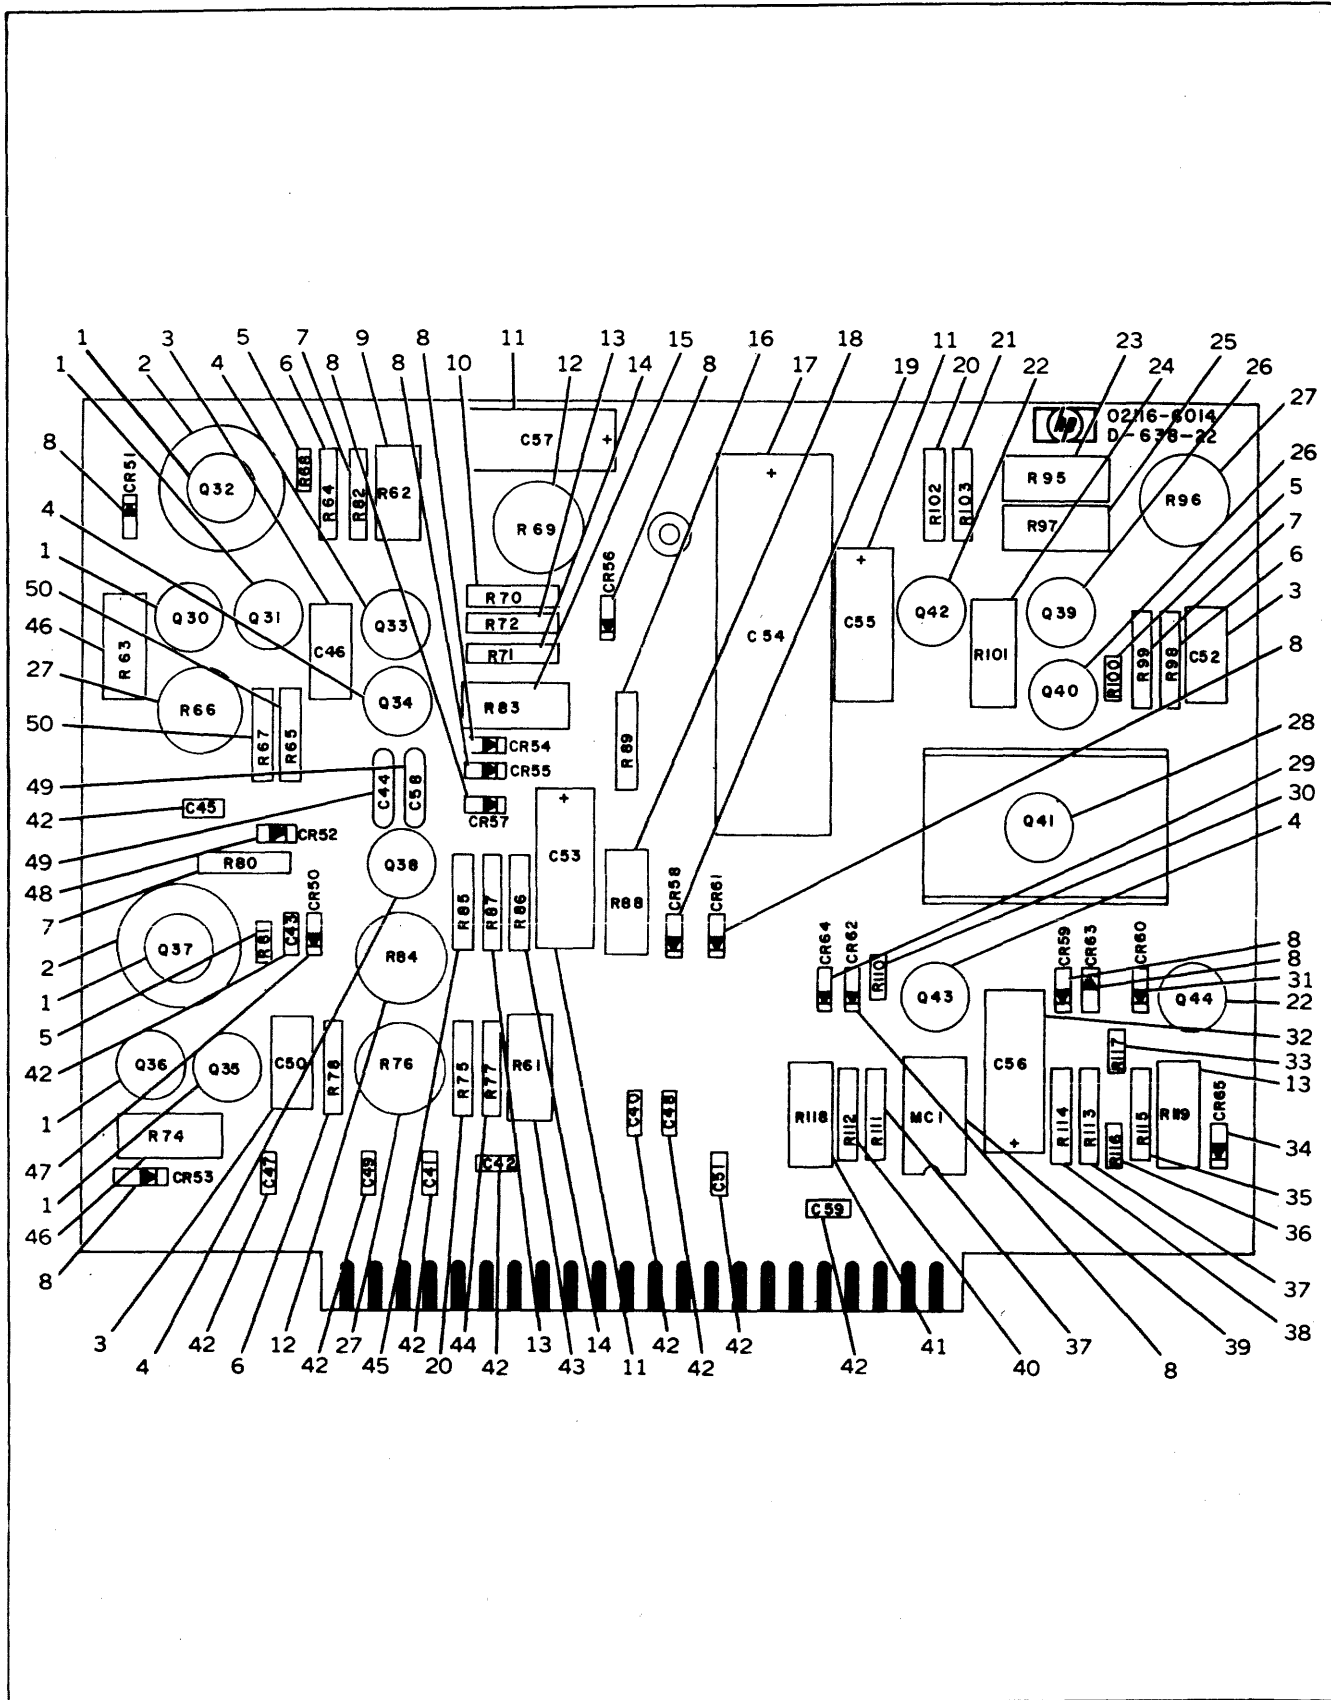 7 9 8 11 13 15 16 18 11 21 23 25
1 3 5 6 8 10 12 14 8 17 19 20 22 24 26
1 2 4
27
8 CR51 Q32 R68 R64 R82 R62 C57 + R69 + R102 R103 hp 02116-6014
D-638-22
R95 R97 R96 26
4 5
1 7
50 6
46 3
27 8
50
R63 Q30 Q31 C46 Q33 R70 R72 R71 CR56 C54 + C55 Q42 R101 Q39 R100 R99 R98 C52
R66 R67 R65 Q34 R83 R89 Q40
CR54
CR55
CR57
49 C44 C58 28
42 C45 29
CR52 + C53 Q41 30
49 4
48 R80 Q38 R85 R87 R86 R88 CR58 CR61
7 CR50
2 Q37 R81 C43 R84 CR64 CR62 R110 Q43 CR59 CR63 CR60 Q44 8
1 8
5 31
42 22
1 32
47 33
1 13
46 34
8 35
36
37
38
Q36 Q35 C50 R78 R76 R75 R77 R61 C40 C48 R118 R112 R111 MC1 C56 + R114 R113 R117 R116 R115 R119 CR65
R74
CR53 C47 C49 C41 C42 C51 C59
3 4 42 6 12 42 27 45 42 20 44 42 13 43 14 11 42 42 42 42 41 40 37 8 39